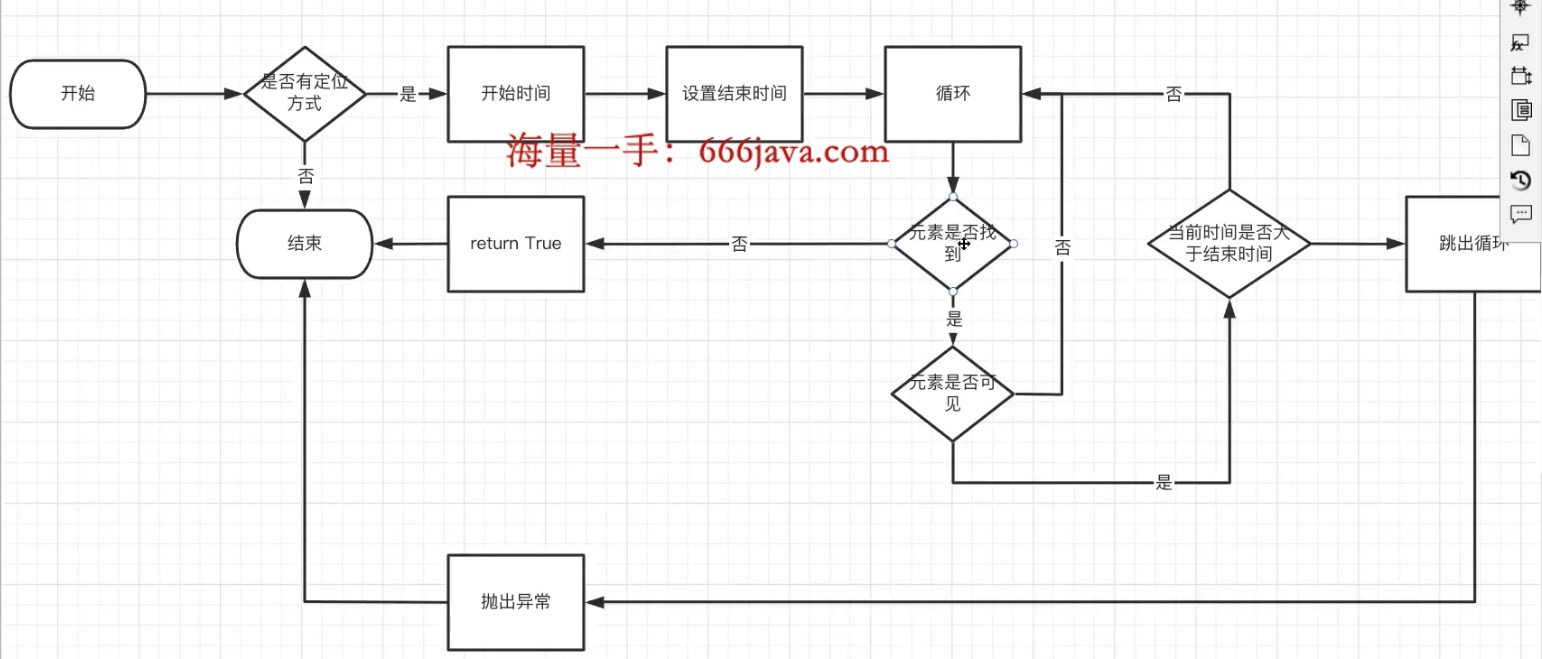 开始
是否有定位
方式
是
开始时间
设置结束时间
循环
否
海量一手：666java.com
否
结束
return True
否
元素是否找
到
否
当前时间是否大
于结束时间
跳出循环
是
元素是否可
见
是
抛出异常